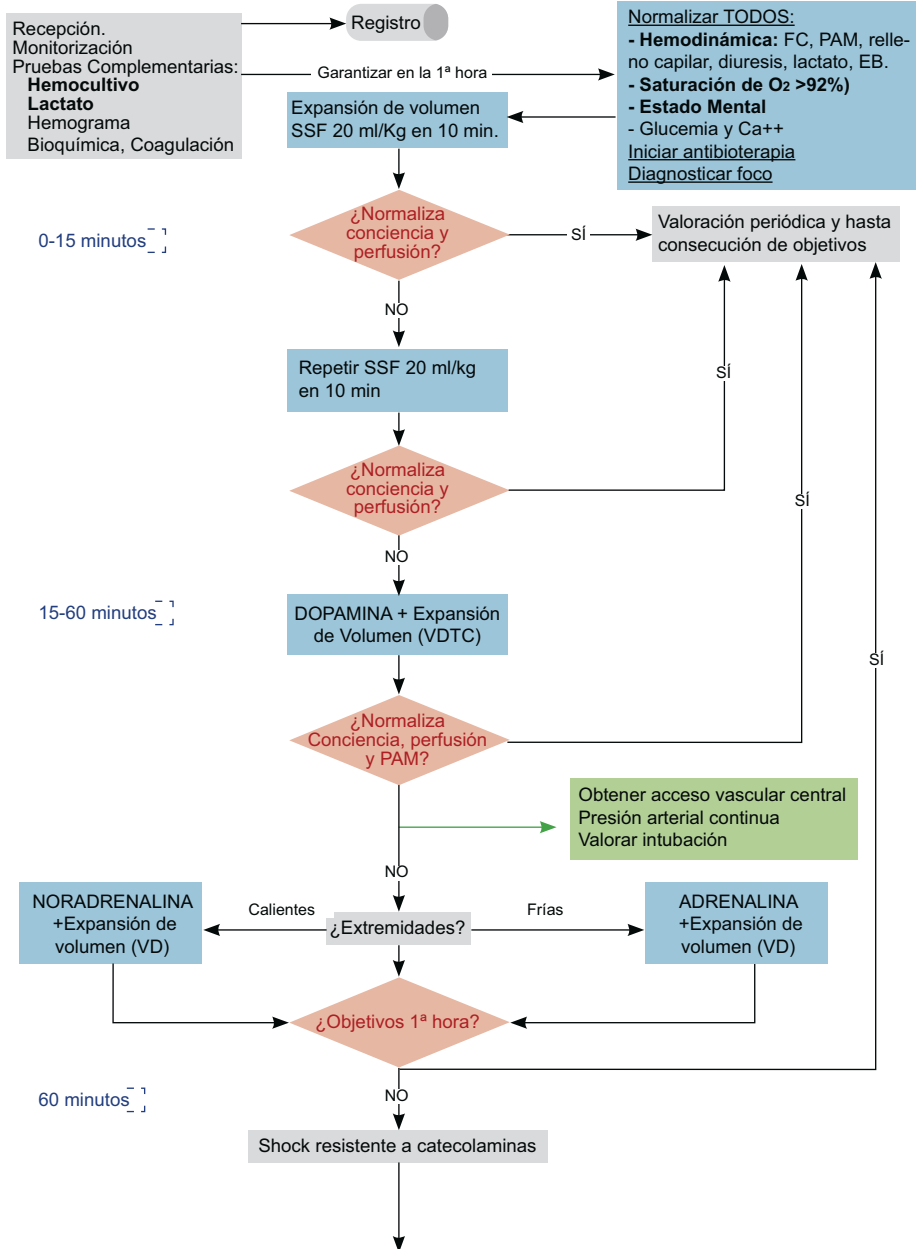 Recepción.
Monitorización
Pruebas Complementarias:
Hemocultivo
Lactato
Hemograma
Bioquímica, Coagulación
Registro
Garantizar en la 1ª hora
Normalizar TODOS:
- Hemodinámica: FC, PAM, relle-
no capilar, diuresis, lactato, EB.
- Saturación de O2 >92%)
- Estado Mental
- Glucemia y Ca++
Iniciar antibioterapia
Diagnosticar foco
Expansión de volumen
SSF 20 ml/Kg en 10 min.
0-15 minutos
¿Normaliza
conciencia y
perfusión?
SÍ
Valoración periódica y hasta
consecución de objetivos
NO
Repetir SSF 20 ml/kg
en 10 min
SÍ
¿Normaliza
conciencia y
perfusión?
SÍ
NO
15-60 minutos
DOPAMINA + Expansión
de Volumen (VDTC)
SÍ
¿Normaliza
Conciencia, perfusión
y PAM?
Obtener acceso vascular central
Presión arterial continua
Valorar intubación
NO
NORADRENALINA
+Expansión de
volumen (VD)
Calientes
¿Extremidades?
Frías
ADRENALINA
+Expansión de
volumen (VD)
¿Objetivos 1ª hora?
60 minutos
NO
Shock resistente a catecolaminas